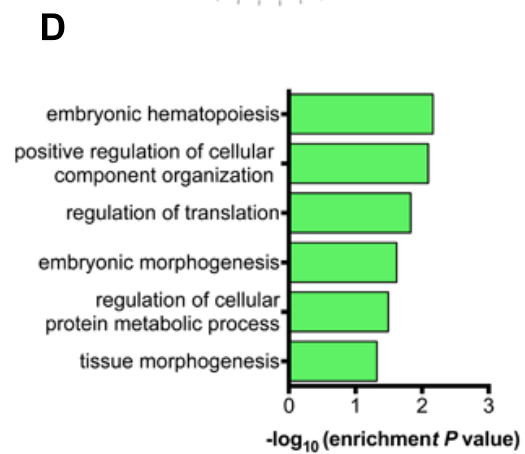 D
embryonic hematopoiesis
positive regulation of cellular
component organization
regulation of translation
embryonic morphogenesis
regulation of cellular
protein metabolic process
tissue morphogenesis
0 1 2 3
-log10 (enrichment P value)